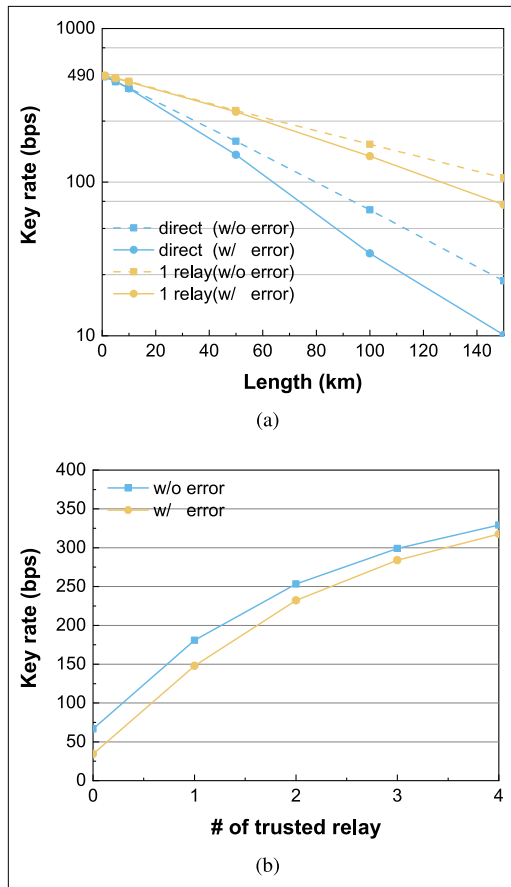 1000
490
100
10
Key rate (bps)
direct (w/o error)
direct (w/ error)
1 relay(w/o error)
1 relay(w/ error)
0 20 40 60 80 100 120 140
Length (km)
(a)
400
350
300
250
200
150
100
50
0
Key rate (bps)
w/o error
w/ error
0 1 2 3 4
# of trusted relay
(b)